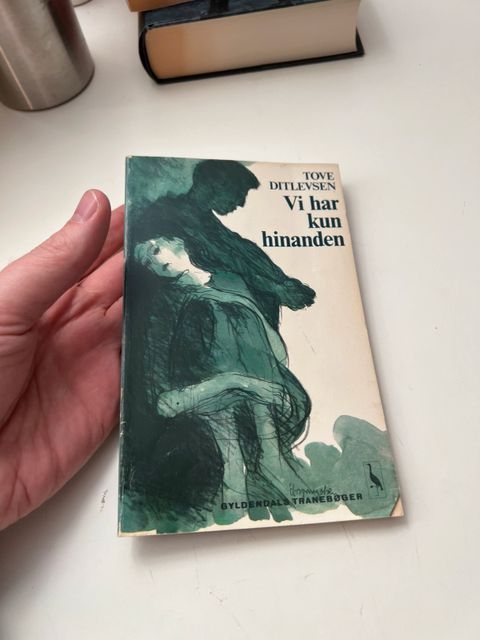 TOVE
DITLEVSEN
Vi har
kun
hinanden
GYLDENDALS TRANEBØGER